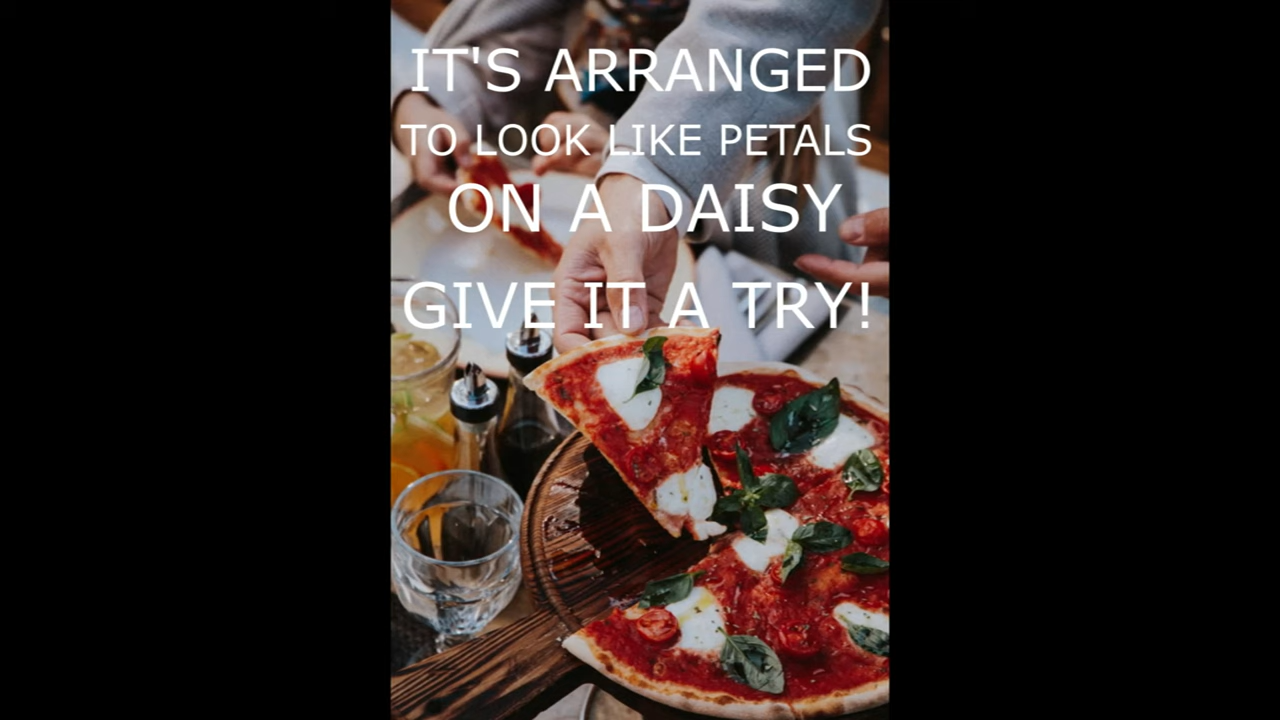 IT'S ARRANGED
TO LOOK LIKE PETALS
ON A DAISY
GIVE IT A TRY!